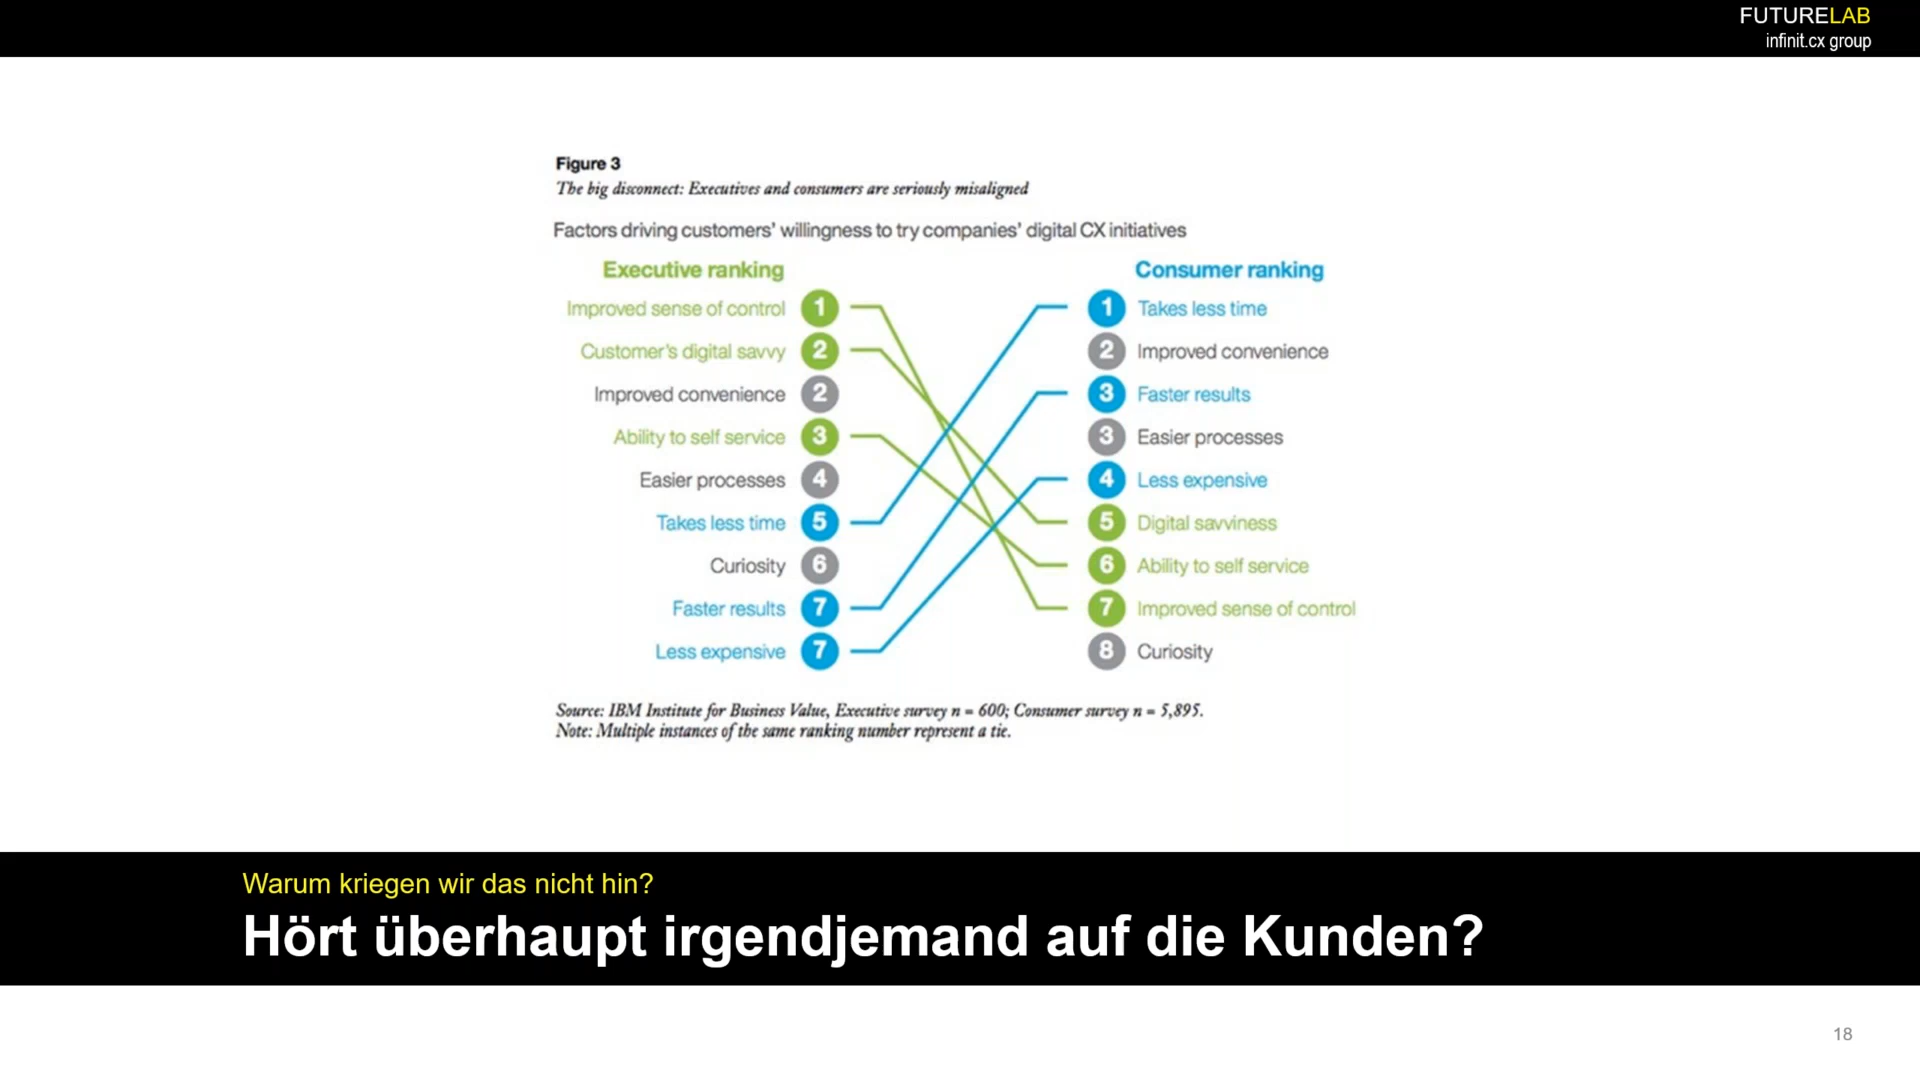 FUTURELAB
infinit.cx group
Figure 3
The big disconnect: Executives and consumers are seriously misaligned
Factors driving customers’ willingness to try companies’ digital CX initiatives
Executive ranking
Improved sense of control 1
Customer’s digital savvy 2
Improved convenience 2
Ability to self service 3
Easier processes 4
Takes less time 5
Curiosity 6
Faster results 7
Less expensive 7
Consumer ranking
1 Takes less time
2 Improved convenience
3 Faster results
3 Easier processes
4 Less expensive
5 Digital savviness
6 Ability to self service
7 Improved sense of control
8 Curiosity
Source: IBM Institute for Business Value, Executive survey n = 600; Consumer survey n = 5,895.
Note: Multiple instances of the same ranking number represent a tie.
Warum kriegen wir das nicht hin?
Hört überhaupt irgendjemand auf die Kunden?
18